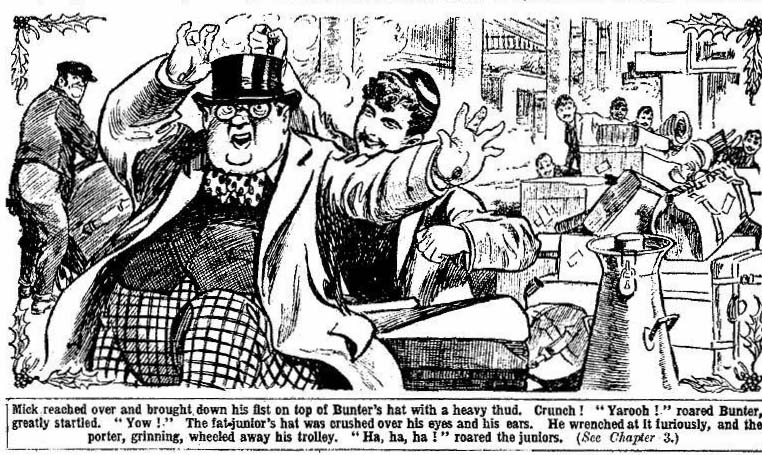 Mick reached over and brought down his fist on top of Bunter's hat with a heavy thud. Crunch ! " Yarooh !." roared Bunter,
greatly startled. " Yow !." The fat junior's hat was crushed over his eyes and his ears. He wrenched at it furiously, and the
porter, grinning, wheeled away his trolley. " Ha, ha, ha ! " roared the juniors. (See Chapter 3.)